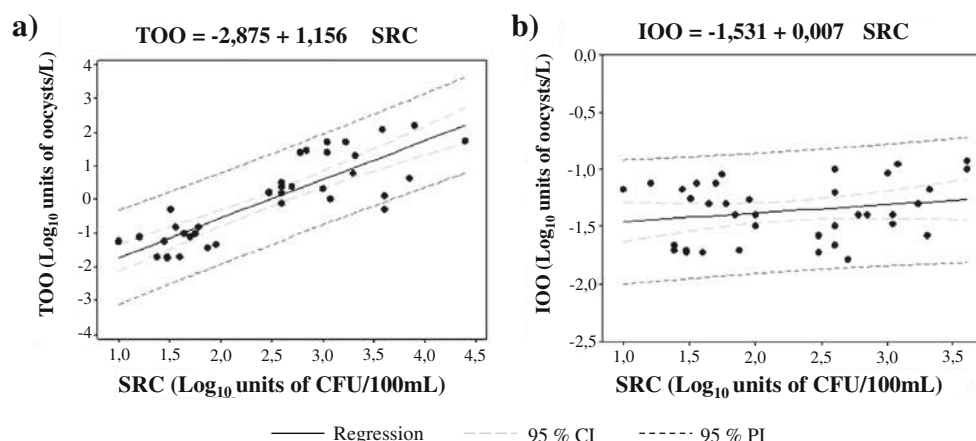 a)
TOO = -2,875 + 1,156 SRC
TOO (Log10 units of oocysts/L)
4
3
2
1
0
-1
-2
-3
-4
1,0 1,5 2,0 2,5 3,0 3,5 4,0 4,5
SRC (Log10 units of CFU/100mL)
b)
IOO = -1,531 + 0,007 SRC
IOO (Log10 units of oocysts/L)
0,0
-0,5
-1,0
-1,5
-2,0
-2,5
1,0 1,5 2,0 2,5 3,0 3,5
SRC (Log10 units of CFU/100mL)
Regression 95 % CI 95 % PI